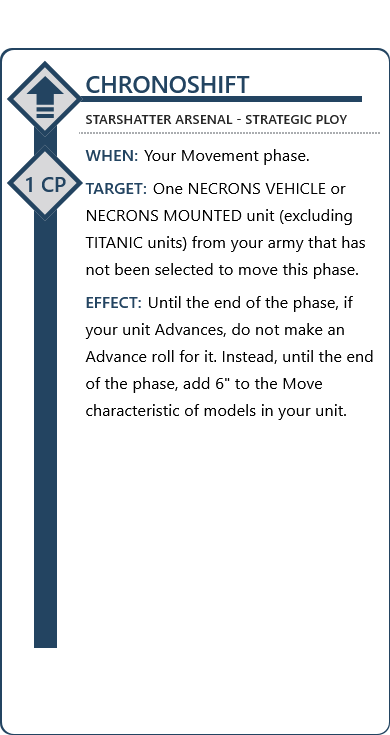 CHRONOSHIFT
STARSHATTER ARSENAL - STRATEGIC PLOY
WHEN: Your Movement phase.
1 CP
TARGET: One NECRONS VEHICLE or
NECRONS MOUNTED unit (excluding
TITANIC units) from your army that has
not been selected to move this phase.
EFFECT: Until the end of the phase, if
your unit Advances, do not make an
Advance roll for it. Instead, until the end
of the phase, add 6" to the Move
characteristic of models in your unit.